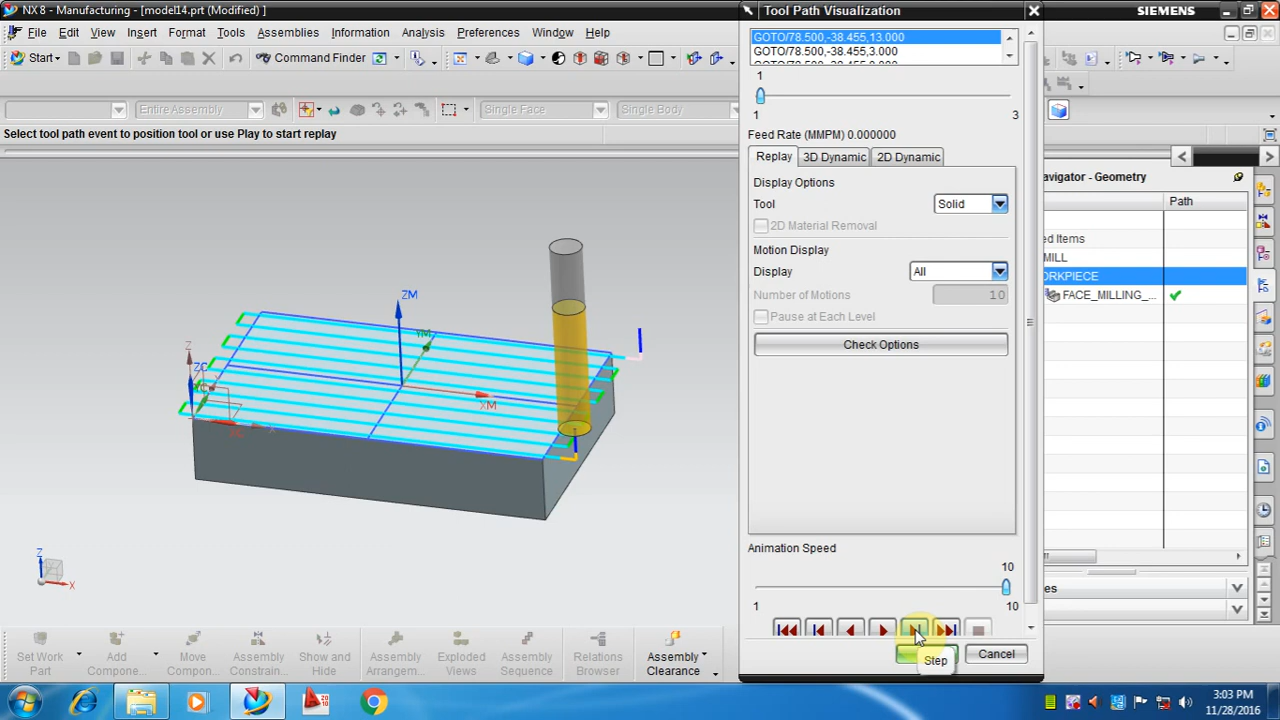 NX 8 - Manufacturing - [model14.prt (Modified) ]
SIEMENS
File Edit View Insert Format Tools Assemblies Information Analysis Preferences Window Help
Start
Command Finder
Entire Assembly
Single Face
Single Body
Select tool path event to position tool or use Play to start replay
ZM
YM
XM
Z
ZC
X
Z
X
Tool Path Visualization
GOTO/78.500,-38.455,13.000
GOTO/78.500,-38.455,3.000
1
1
3
Feed Rate (MMPM) 0.000000
Replay
3D Dynamic
2D Dynamic
Display Options
Tool
Solid
2D Material Removal
Motion Display
Display
All
Number of Motions
10
Pause at Each Level
Check Options
Animation Speed
10
1
10
Step
Cancel
avigator - Geometry
Path
ed Items
MILL
ORKPIECE
FACE_MILLING_...
es
Set Work
Part
Add
Compone...
Move
Compon...
Assembly
Constrain...
Show and
Hide
Assembly
Arrangem...
Exploded
Views
Assembly
Sequence
Relations
Browser
Assembly
Clearance
3:03 PM
11/28/2016